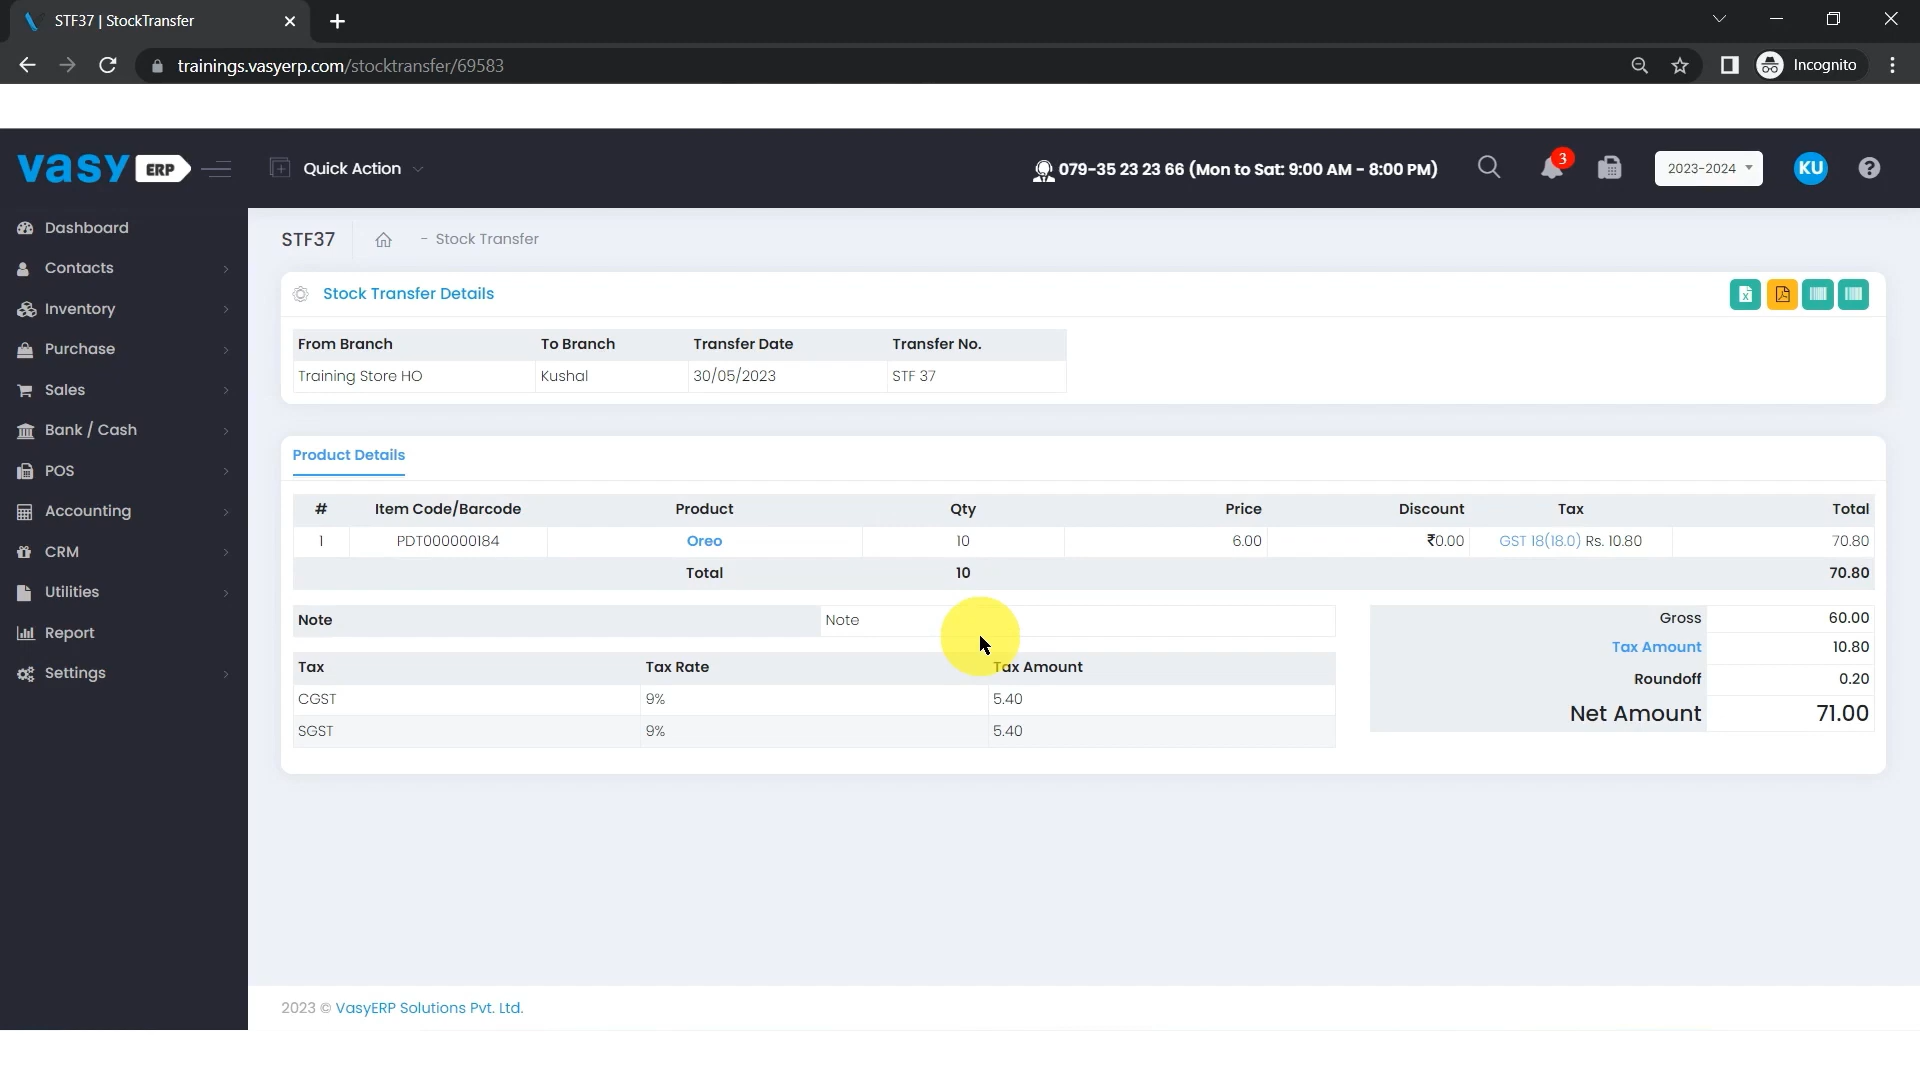 STF37 | StockTransfer
trainings.vasyerp.com/stocktransfer/69583
Incognito
vasy ERP
Quick Action
079-35 23 23 66 (Mon to Sat: 9:00 AM - 8:00 PM)
3
2023-2024
KU
Dashboard
Contacts
Inventory
Purchase
Sales
Bank / Cash
POS
Accounting
CRM
Utilities
Report
Settings
STF37
- Stock Transfer
Stock Transfer Details
From Branch To Branch Transfer Date Transfer No.
Training Store HO Kushal 30/05/2023 STF 37
Product Details
# Item Code/Barcode Product Qty Price Discount Tax Total
1 PDT000000184 Oreo 10 6.00 ₹0.00 GST 18(18.0) Rs. 10.80 70.80
Total 10 70.80
Note Note
Tax Tax Rate Tax Amount
CGST 9% 5.40
SGST 9% 5.40
Gross 60.00
Tax Amount 10.80
Roundoff 0.20
Net Amount 71.00
2023 © VasyERP Solutions Pvt. Ltd.